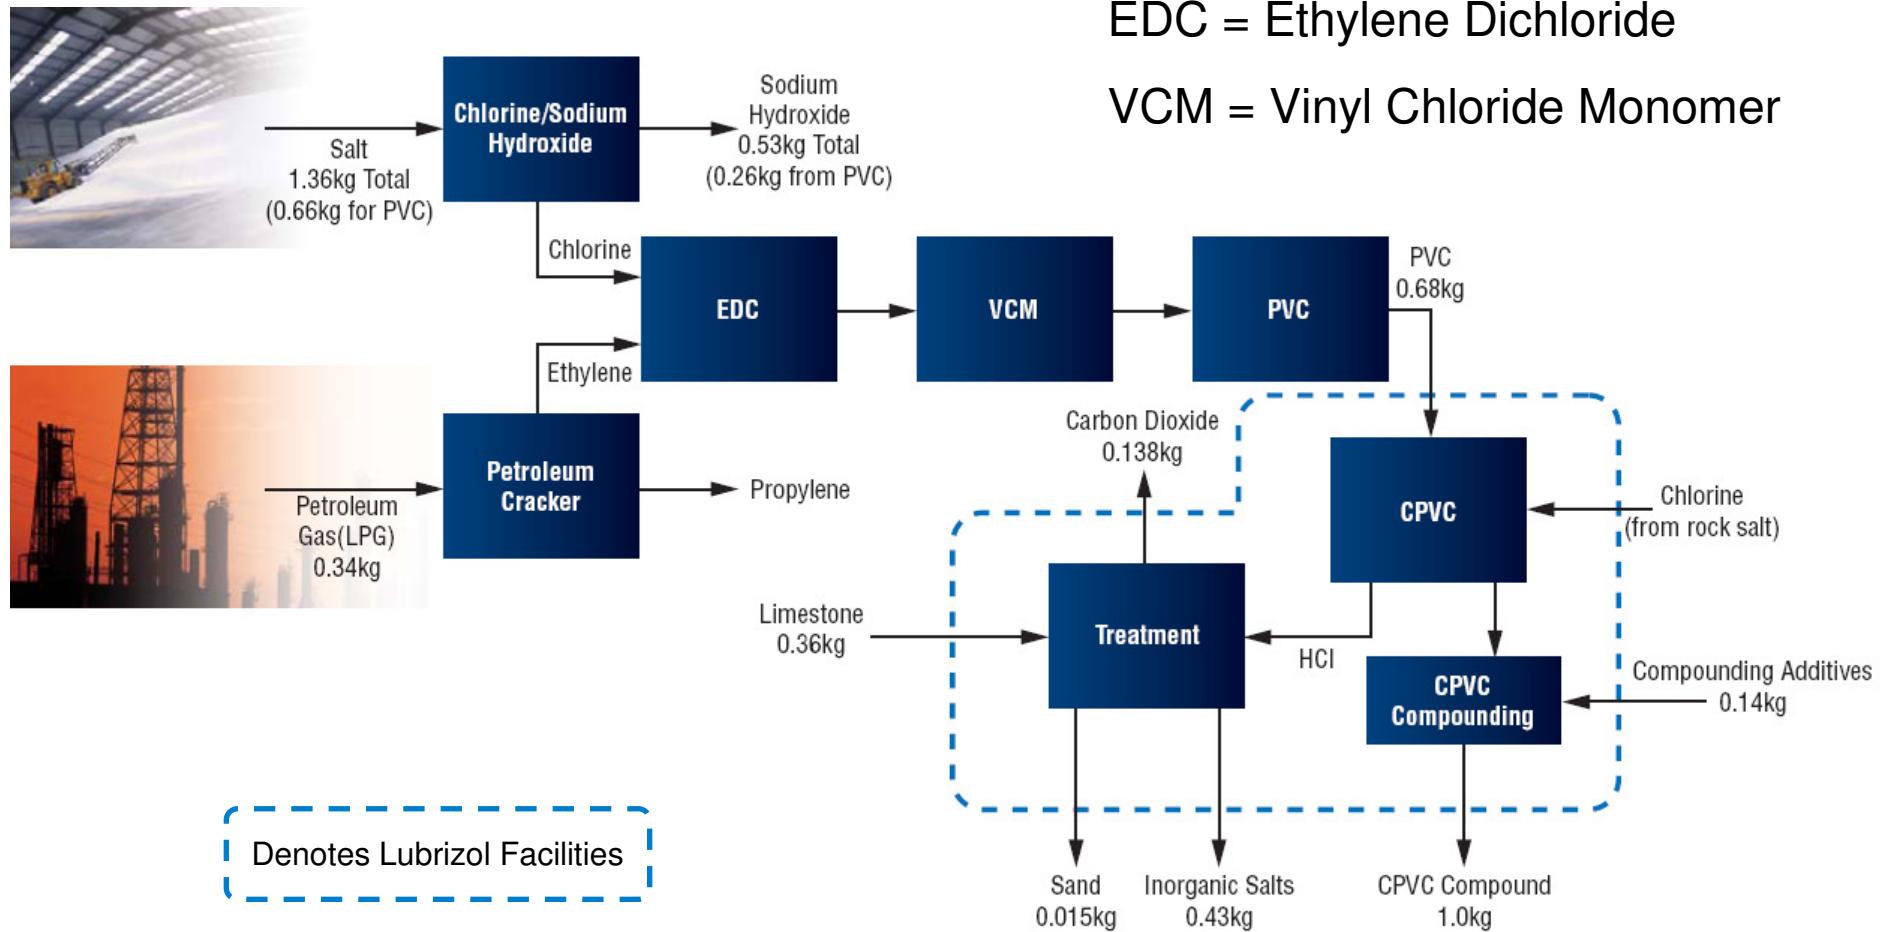 EDC = Ethylene Dichloride
VCM = Vinyl Chloride Monomer
Chlorine/Sodium
Hydroxide
Sodium
Hydroxide
0.53kg Total
(0.26kg from PVC)
Salt
1.36kg Total
(0.66kg for PVC)
Chlorine
EDC
VCM
PVC
PVC
0.68kg
Ethylene
Petroleum
Cracker
Propylene
Petroleum
Gas(LPG)
0.34kg
Carbon Dioxide
0.138kg
CPVC
Chlorine
(from rock salt)
Limestone
0.36kg
Treatment
HCl
CPVC
Compounding
Compounding Additives
0.14kg
Denotes Lubrizol Facilities
Sand
0.015kg
Inorganic Salts
0.43kg
CPVC Compound
1.0kg